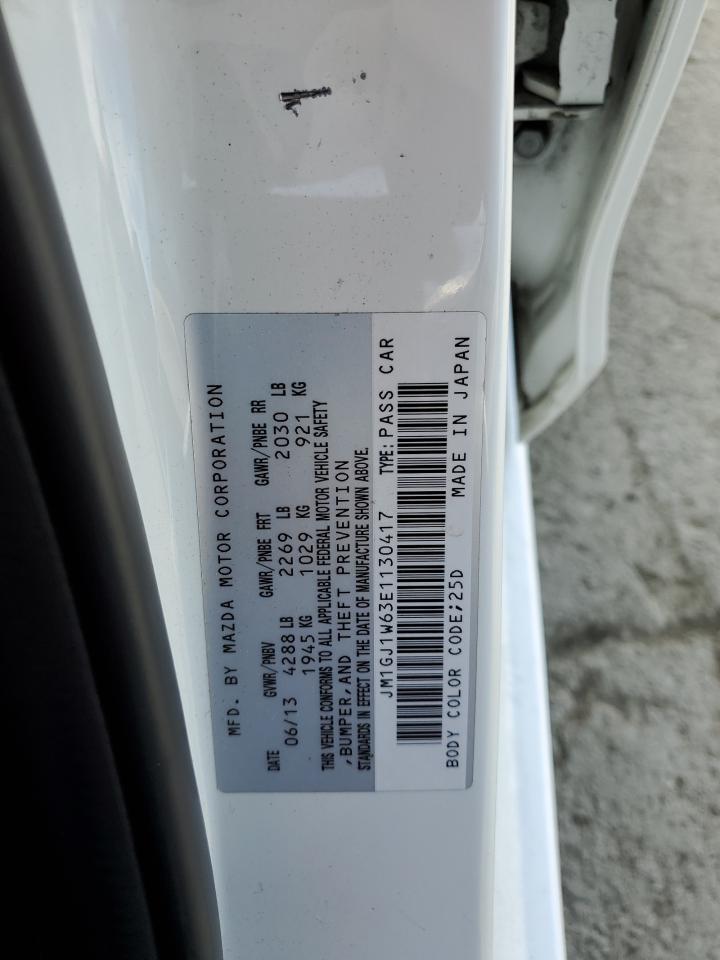 MFD. BY MAZDA MOTOR CORPORATION
DATE GVWR/PNBV GAWR/PNBE FRT GAWR/PNBE RR
06/13 4288 LB 2269 LB 2030 LB
1945 KG 1029 KG 921 KG
THIS VEHICLE CONFORMS TO ALL APPLICABLE FEDERAL MOTOR VEHICLE SAFETY
,BUMPER,AND THEFT PREVENTION
STANDARDS IN EFFECT ON THE DATE OF MANUFACTURE SHOWN ABOVE.
JM1GJ1W63E1130417 TYPE: PASS CAR
BODY COLOR CODE;25D MADE IN JAPAN